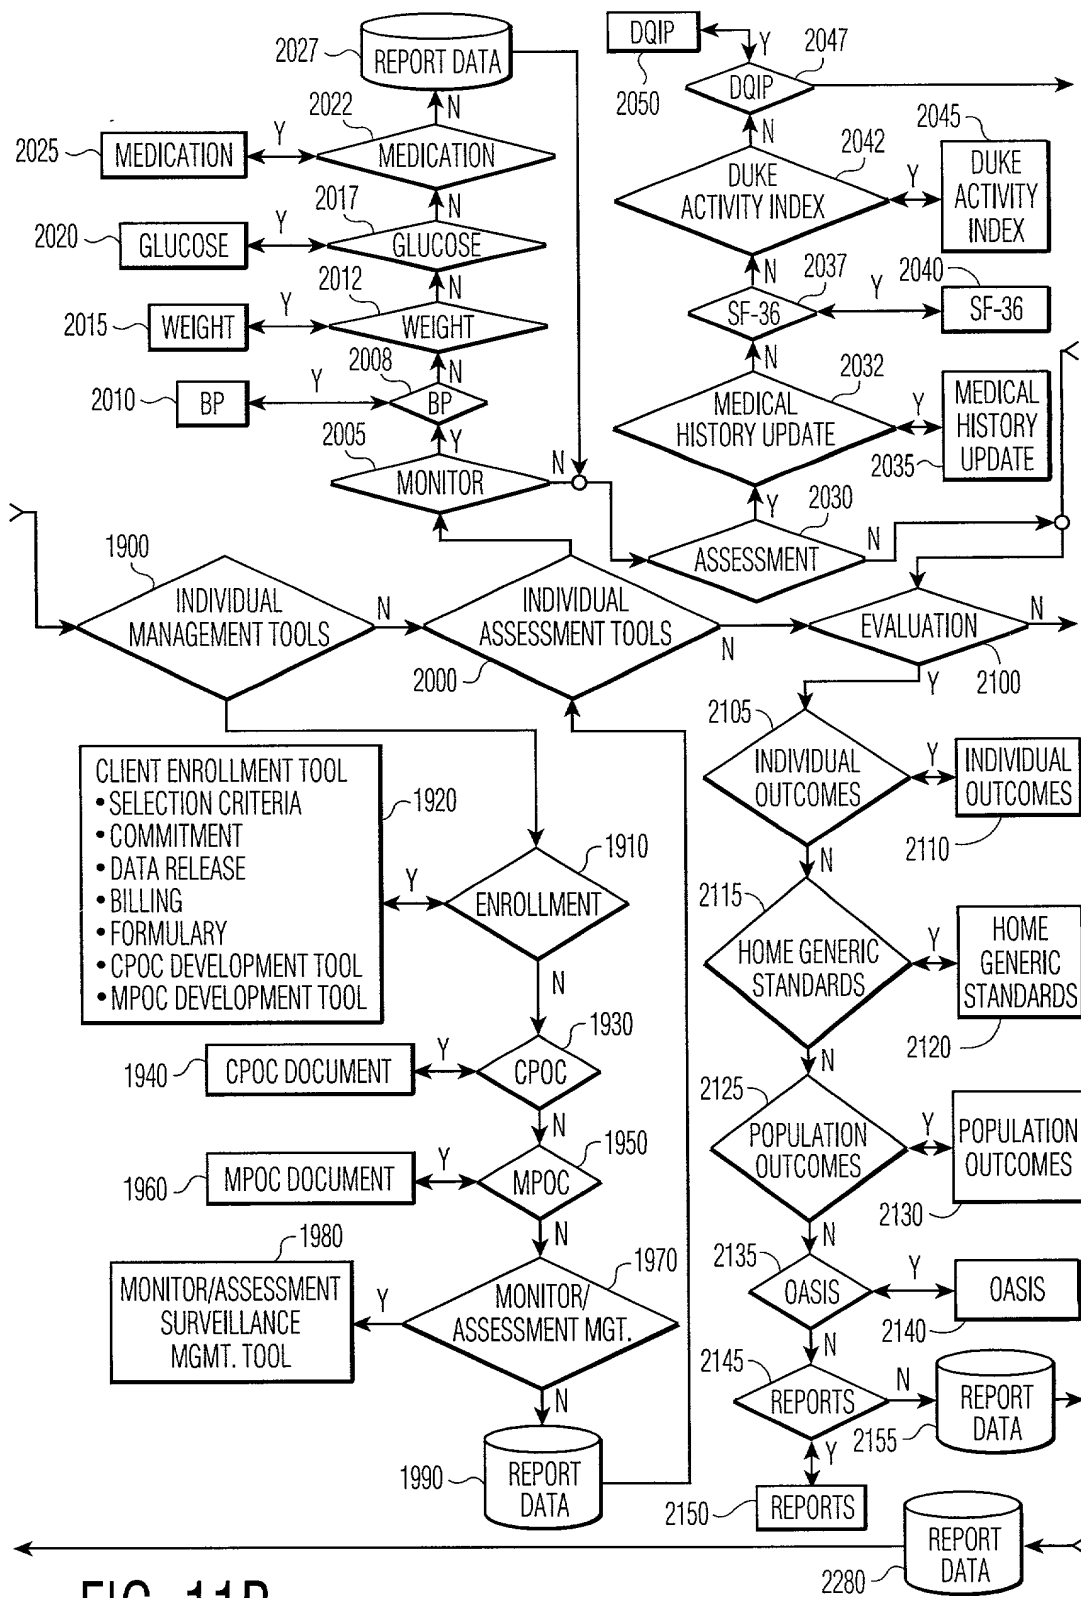 2027
REPORT DATA
N
2022
2025
MEDICATION
Y
MEDICATION
N
2017
2020
GLUCOSE
Y
GLUCOSE
N
2012
2015
WEIGHT
Y
WEIGHT
N
2008
2010
BP
Y
BP
Y
2005
MONITOR
N
DQIP
2050
Y
2047
DQIP
N
2042
DUKE
ACTIVITY INDEX
Y
2045
DUKE
ACTIVITY
INDEX
N
2037
SF-36
Y
2040
SF-36
N
2032
MEDICAL
HISTORY UPDATE
Y
MEDICAL
HISTORY
UPDATE
2035
Y
2030
ASSESSMENT
N
1900
INDIVIDUAL
MANAGEMENT TOOLS
N
INDIVIDUAL
ASSESSMENT TOOLS
2000
N
EVALUATION
N
2100
Y
CLIENT ENROLLMENT TOOL
• SELECTION CRITERIA
• COMMITMENT
• DATA RELEASE
• BILLING
• FORMULARY
• CPOC DEVELOPMENT TOOL
• MPOC DEVELOPMENT TOOL
1920
Y
1910
ENROLLMENT
N
1930
1940
CPOC DOCUMENT
Y
CPOC
N
1950
1960
MPOC DOCUMENT
Y
MPOC
N
1980
MONITOR/ASSESSMENT
SURVEILLANCE
MGMT. TOOL
Y
1970
MONITOR/
ASSESSMENT MGT.
N
1990
REPORT
DATA
2105
INDIVIDUAL
OUTCOMES
Y
INDIVIDUAL
OUTCOMES
2110
N
2115
HOME GENERIC
STANDARDS
Y
HOME
GENERIC
STANDARDS
2120
N
2125
POPULATION
OUTCOMES
Y
POPULATION
OUTCOMES
2130
N
2135
OASIS
Y
OASIS
2140
N
2145
REPORTS
N
REPORT
DATA
2155
Y
2150
REPORTS
REPORT
DATA
2280
FIG. 11B